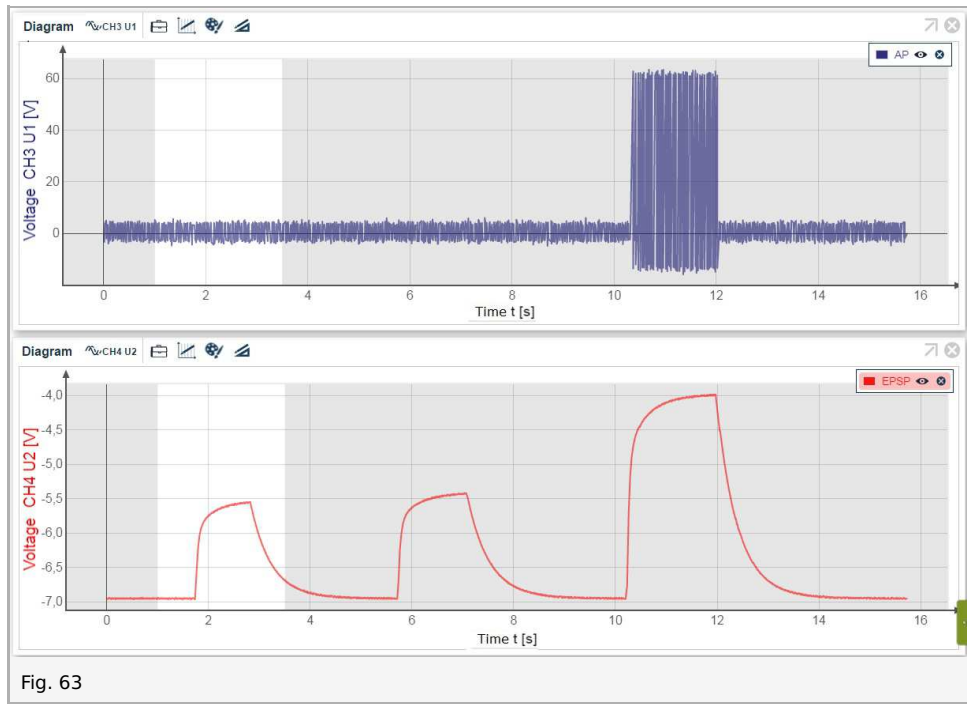 Diagram CH3 U1
AP
Voltage CH3 U1 [V]
60
40
20
0
0 2 4 6 8 10 12 14 16
Time t [s]
Diagram CH4 U2
EPSP
Voltage CH4 U2 [V]
-4,0
-4,5
-5,0
-5,5
-6,0
-6,5
-7,0
0 2 4 6 8 10 12 14 16
Time t [s]
Fig. 63